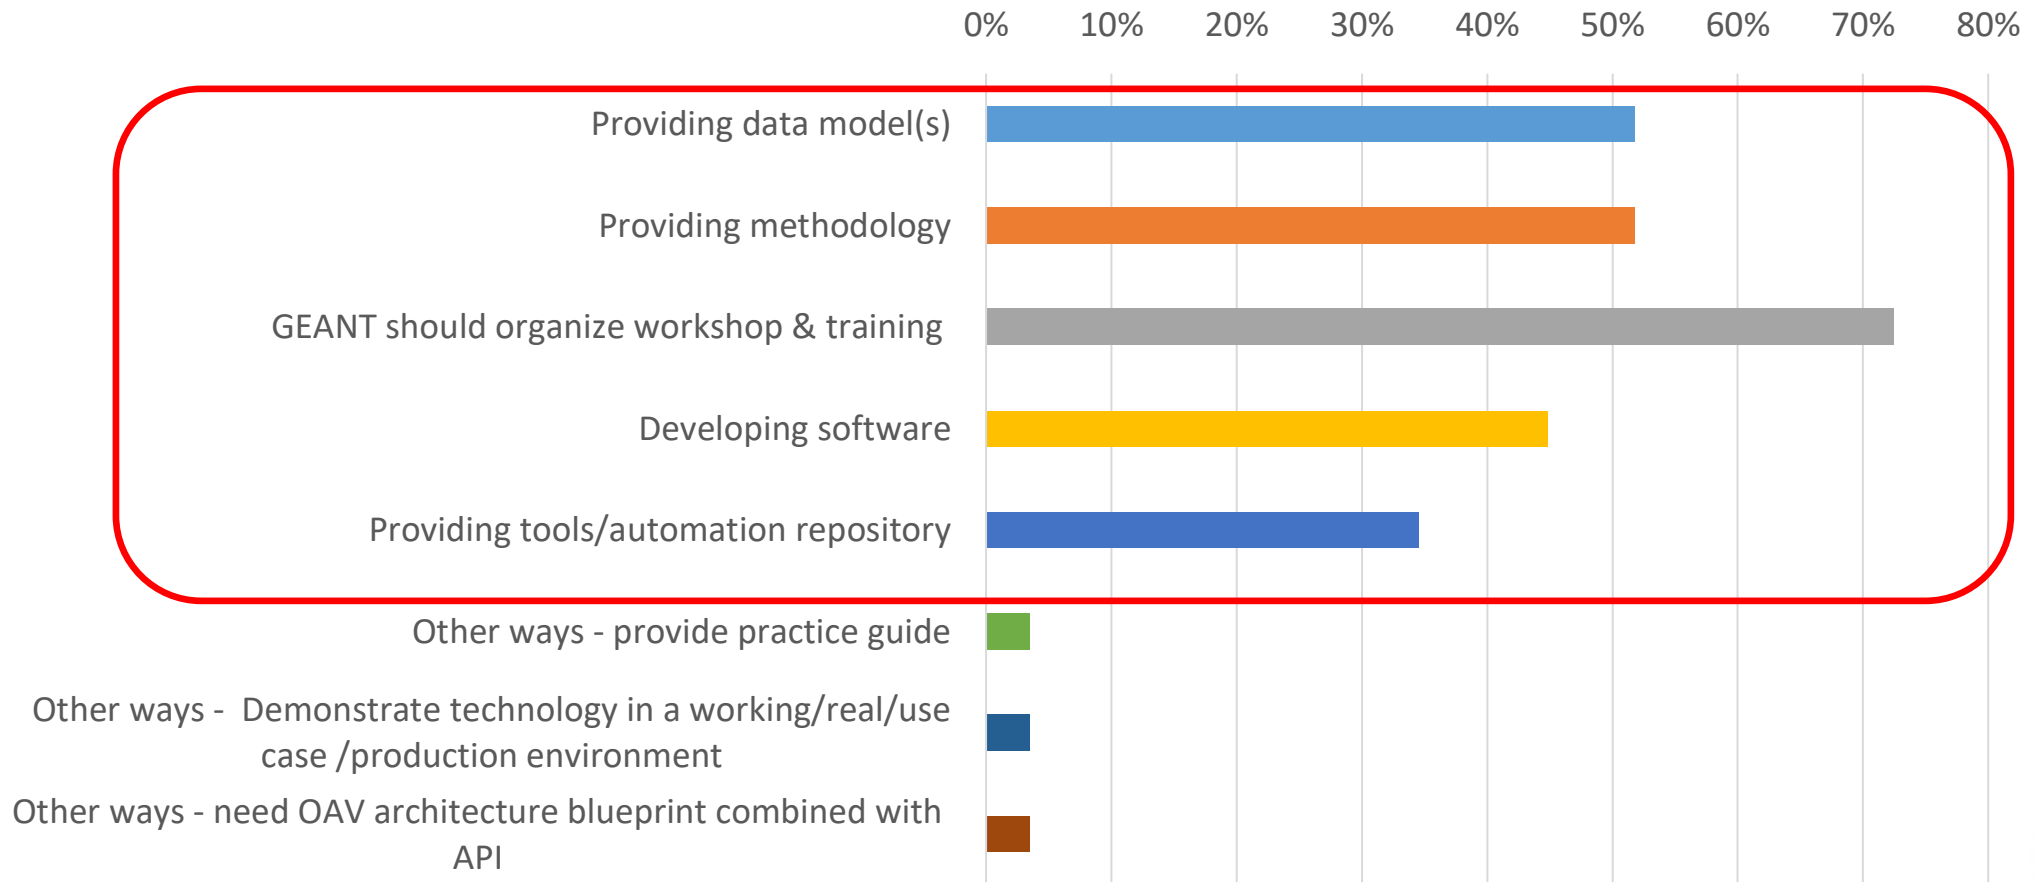 0% 10% 20% 30% 40% 50% 60% 70% 80%
Providing data model(s)
Providing methodology
GEANT should organize workshop & training
Developing software
Providing tools/automation repository
Other ways - provide practice guide
Other ways -  Demonstrate technology in a working/real/use
case /production environment
Other ways - need OAV architecture blueprint combined with
API